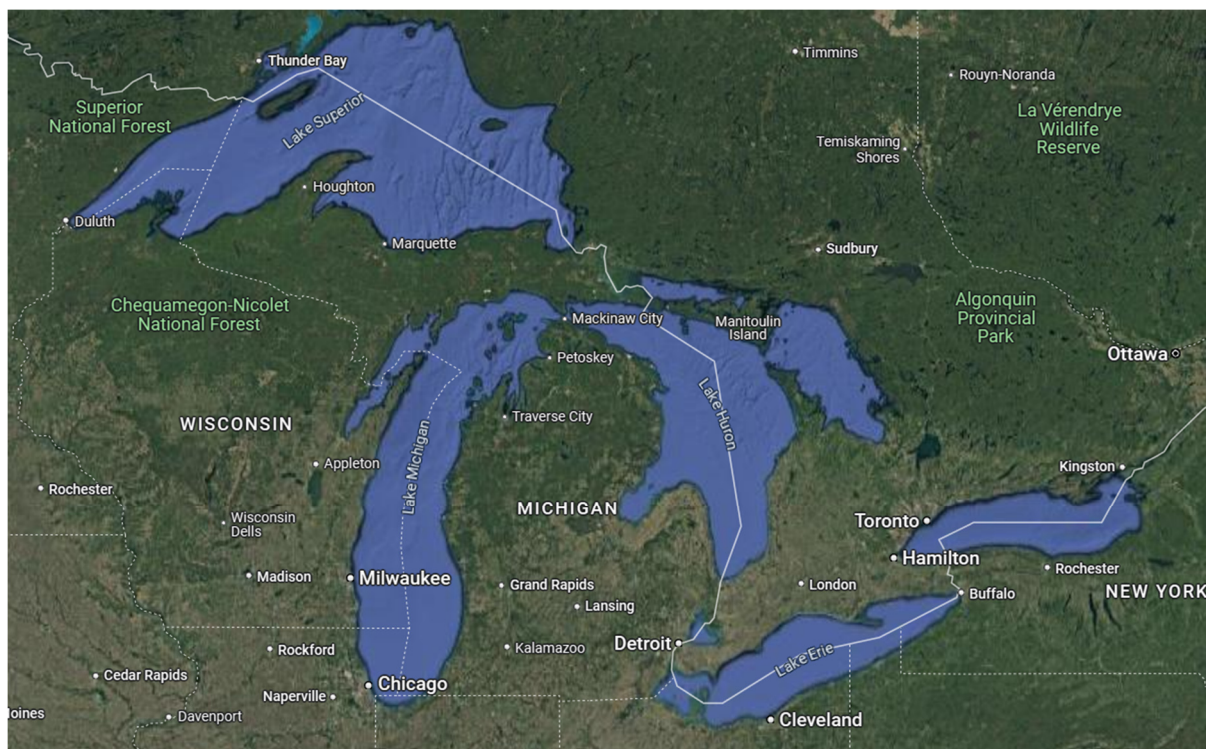 Timmins
Thunder Bay
Rouyn-Noranda
Superior
National Forest
La Vérendrye
Wildlife
Reserve
Lake Superior
Temiskaming
Shores
Houghton
Duluth
Marquette
Sudbury
Chequamegon-Nicolet
National Forest
Mackinaw City
Manitoulin
Island
Algonquin
Provincial
Park
Ottawa
Petoskey
Lake Huron
Traverse City
WISCONSIN
Lake Michigan
Appleton
Kingston
Rochester
MICHIGAN
Wisconsin
Dells
Toronto
Hamilton
Madison
Milwaukee
Grand Rapids
London
Rochester
NEW YORK
Buffalo
Lansing
Detroit
Rockford
Kalamazoo
Lake Erie
Cedar Rapids
Chicago
Naperville
oines
Davenport
Cleveland